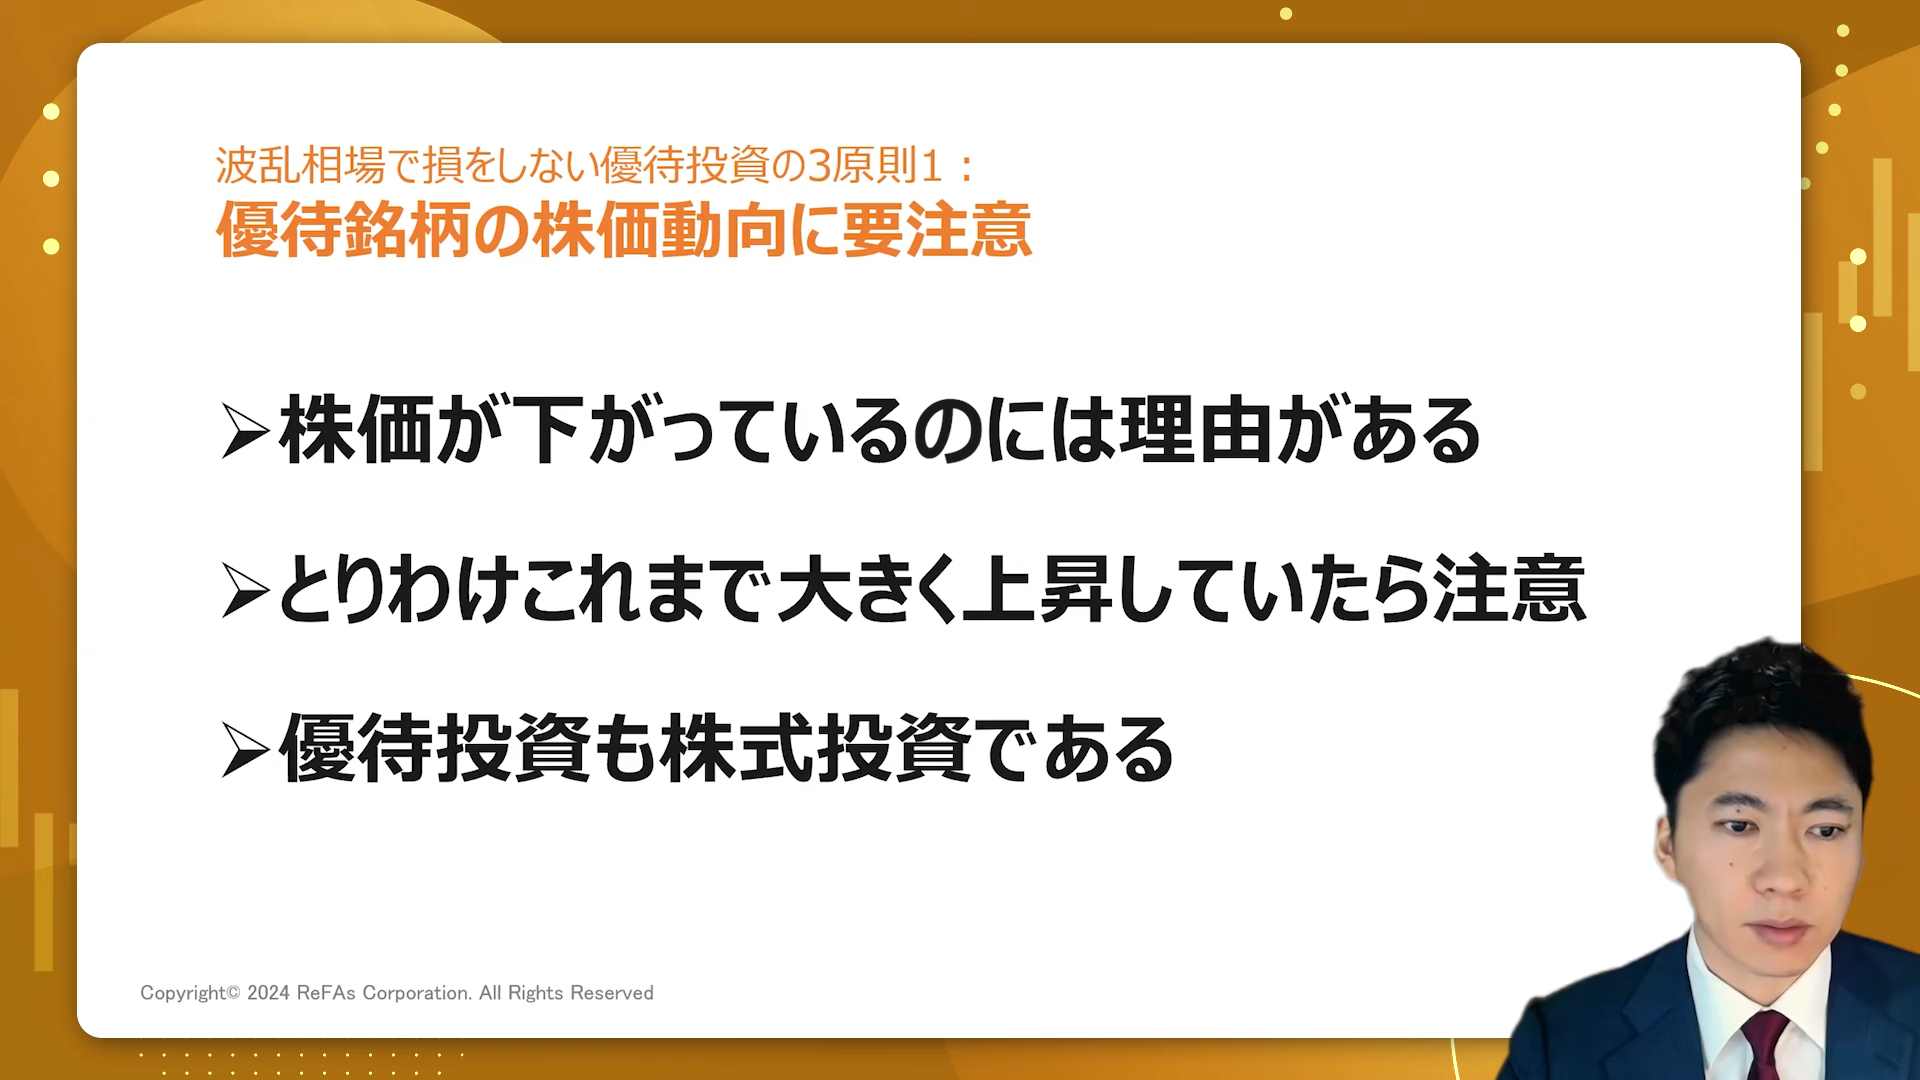 波乱相場で損をしない優待投資の3原則1：
優待銘柄の株価動向に要注意
➢株価が下がっているのには理由がある
➢とりわけこれまで大きく上昇していたら注意
➢優待投資も株式投資である
Copyright© 2024 ReFAs Corporation. All Rights Reserved